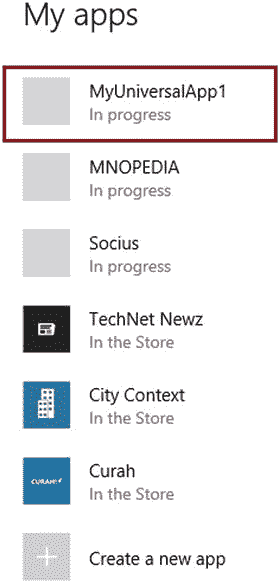 My apps
MyUniversalApp1
In progress
MNOPEDIA
In progress
Socius
In progress
TechNet Newz
In the Store
City Context
In the Store
CURAH!
Curah
In the Store
Create a new app